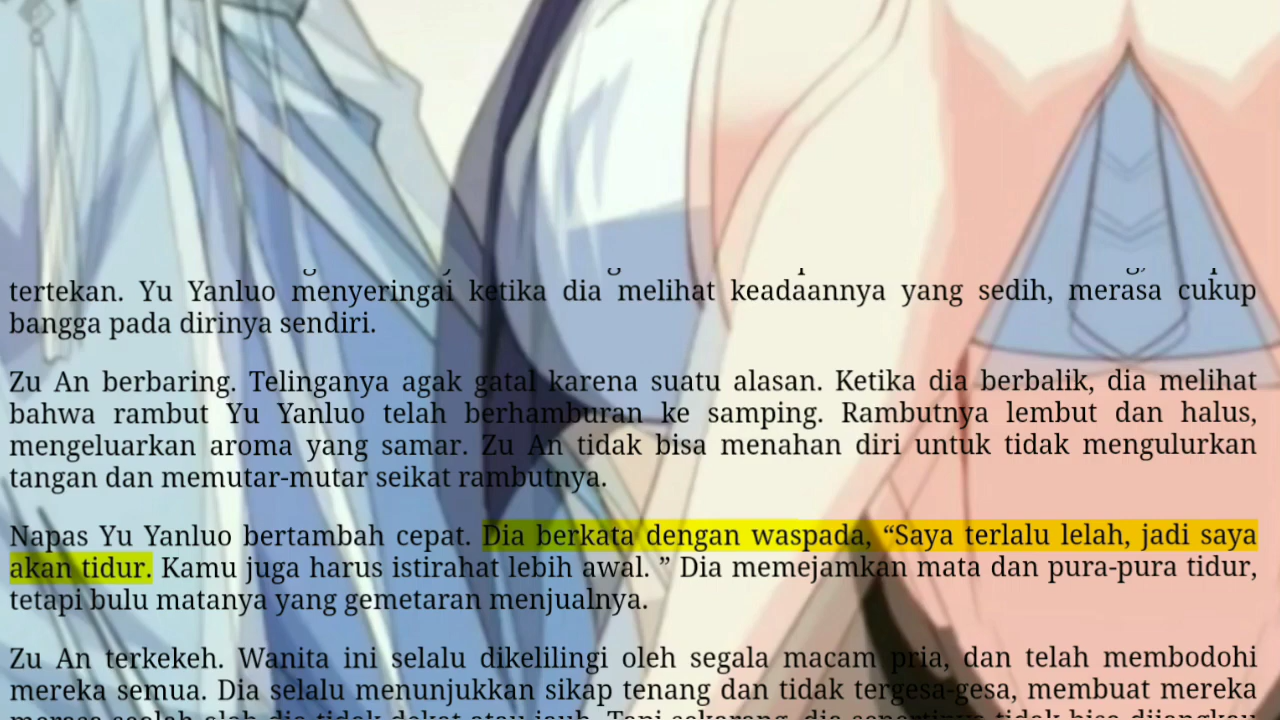 tertekan. Yu Yanluo menyeringai ketika dia melihat keadaannya yang sedih, merasa cukup
bangga pada dirinya sendiri.
Zu An berbaring. Telinganya agak gatal karena suatu alasan. Ketika dia berbalik, dia melihat
bahwa rambut Yu Yanluo telah berhamburan ke samping. Rambutnya lembut dan halus,
mengeluarkan aroma yang samar. Zu An tidak bisa menahan diri untuk tidak mengulurkan
tangan dan memutar-mutar seikat rambutnya.
Napas Yu Yanluo bertambah cepat. Dia berkata dengan waspada, “Saya terlalu lelah, jadi saya
akan tidur. Kamu juga harus istirahat lebih awal. ” Dia memejamkan mata dan pura-pura tidur,
tetapi bulu matanya yang gemetaran menjualnya.
Zu An terkekeh. Wanita ini selalu dikelilingi oleh segala macam pria, dan telah membodohi
mereka semua. Dia selalu menunjukkan sikap tenang dan tidak tergesa-gesa, membuat mereka